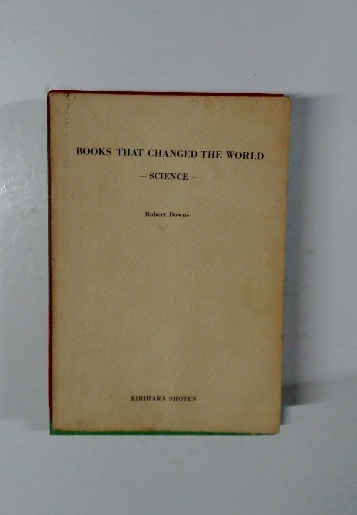 BOOKS THAT CHANGED THE WORLD
— SCIENCE —
Robert Downs
KIRIHARA SHOTEN